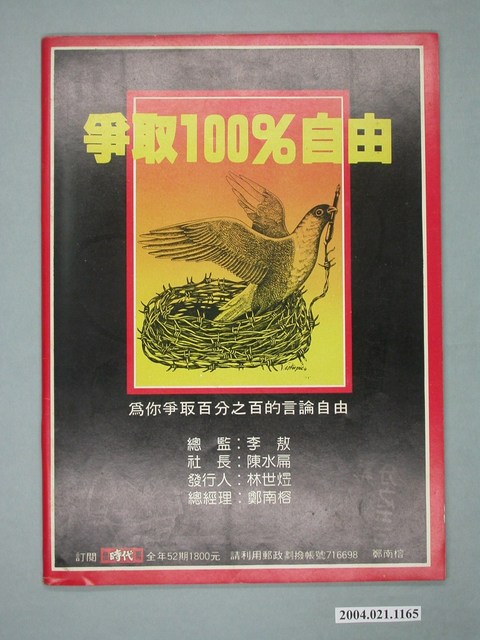 爭取100%自由
為你爭取百分之百的言論自由
總　監：李　敖
社　長：陳水扁
發行人：林世煜
總經理：鄭南榕
訂閱 時代 全年52期1800元 請利用郵政劃撥帳號716698 鄭南榕
2004.021.1165